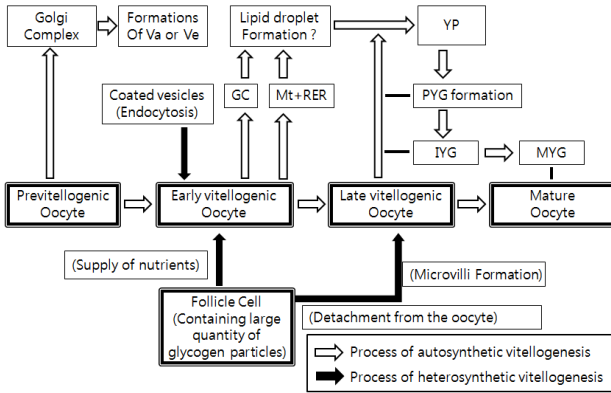 Golgi
Complex
Formations
Of Va or Ve
Lipid droplet
Formation ?
YP
Coated vesicles
(Endocytosis)
GC
Mt+RER
PYG formation
IYG
MYG
Previtellogenic
Oocyte
Early vitellogenic
Oocyte
Late vitellogenic
Oocyte
Mature
Oocyte
(Supply of nutrients)
(Microvilli Formation)
Follicle Cell
(Containing large
quantity of
glycogen particles)
(Detachment from the oocyte)
Process of autosynthetic vitellogenesis
Process of heterosynthetic vitellogenesis